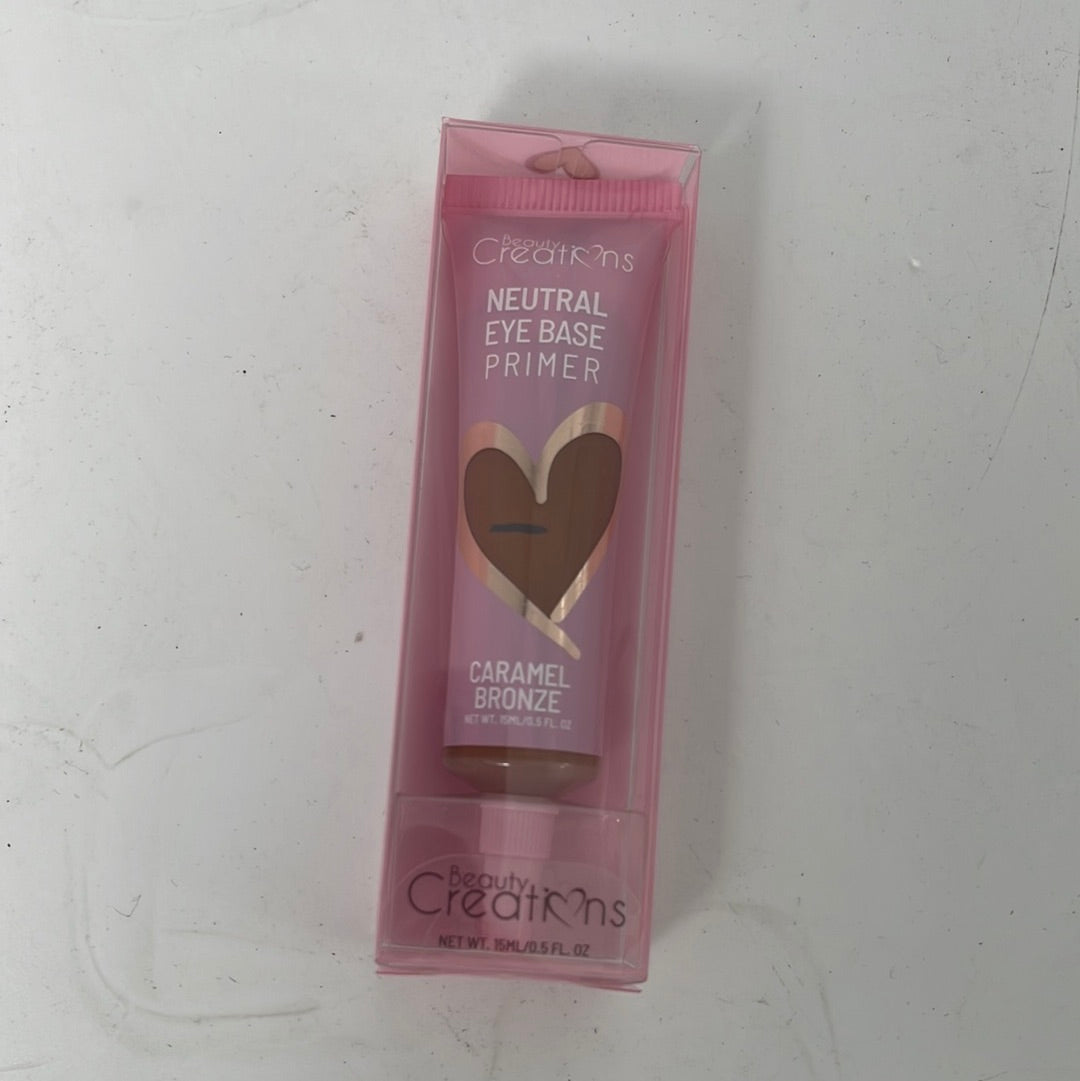 Beauty
Creations
NEUTRAL
EYE BASE
PRIMER
CARAMEL
BRONZE
NET WT. 15ML/0.5 FL. OZ
Beauty
Creations
NET WT. 15ML/0.5 FL. OZ